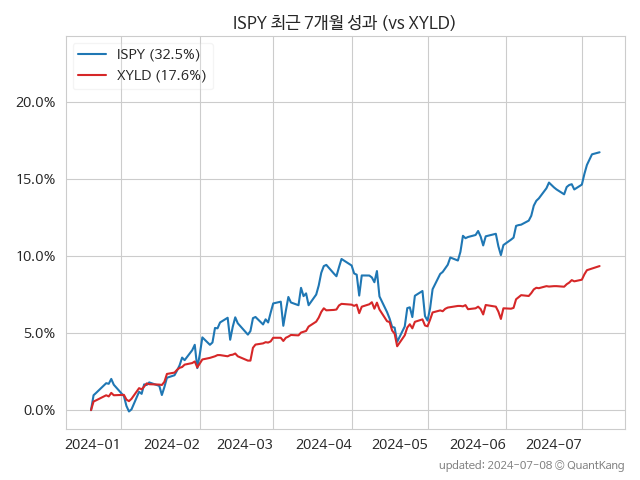 ISPY 최근 7개월 성과 (vs XYLD)
ISPY (32.5%)
XYLD (17.6%)
20.0%
15.0%
10.0%
5.0%
0.0%
2024-01 2024-02 2024-03 2024-04 2024-05 2024-06 2024-07
updated: 2024-07-08 © QuantKang